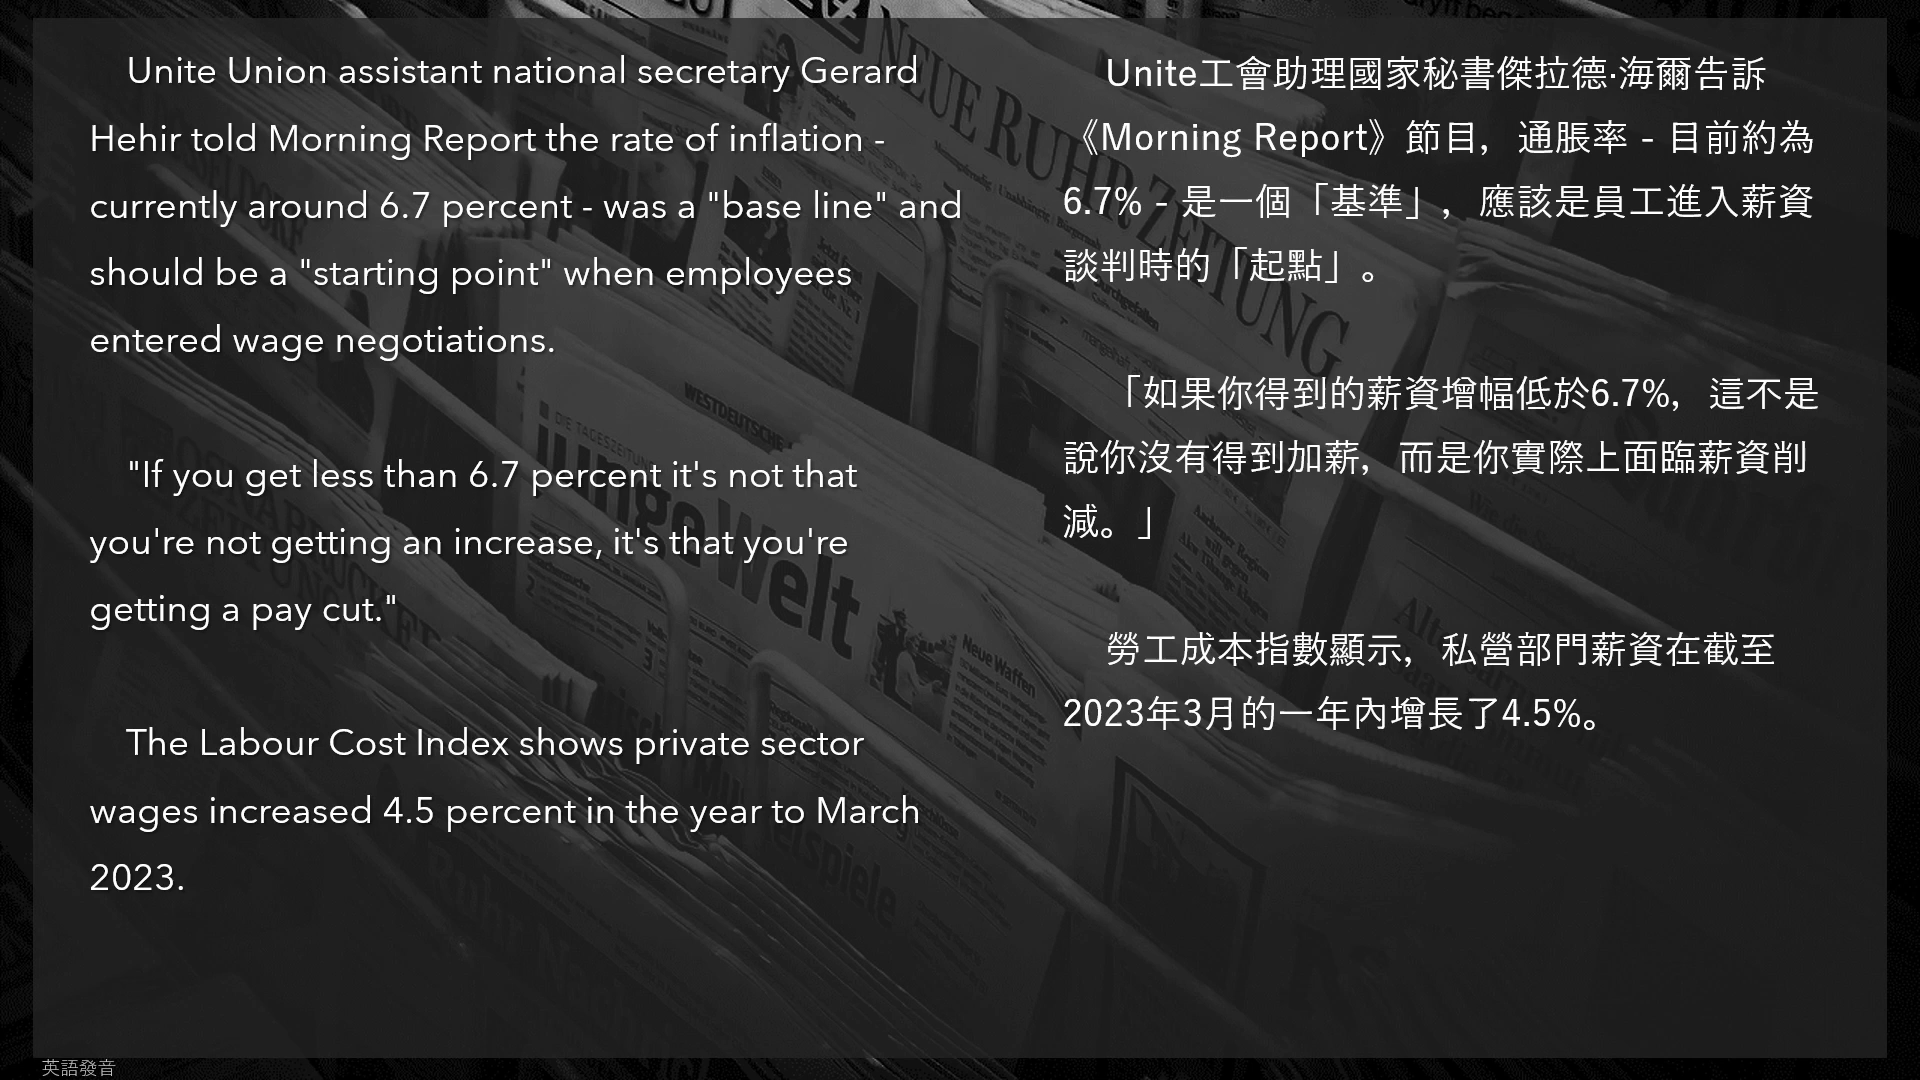 Unite Union assistant national secretary Gerard
Hehir told Morning Report the rate of inflation -
currently around 6.7 percent - was a "base line" and
should be a "starting point" when employees
entered wage negotiations.
"If you get less than 6.7 percent it's not that
you're not getting an increase, it's that you're
getting a pay cut."
The Labour Cost Index shows private sector
wages increased 4.5 percent in the year to March
2023.
Unite工會助理國家秘書傑拉德·海爾告訴
《Morning Report》節目，通脹率 - 目前約為
6.7% - 是一個「基準」，應該是員工進入薪資
談判時的「起點」。
「如果你得到的薪資增幅低於6.7%，這不是
說你沒有得到加薪，而是你實際上面臨薪資削
減。」
勞工成本指數顯示，私營部門薪資在截至
2023年3月的一年內增長了4.5%。
NEUE RUHR ZEITUNG
WESTDEUTSCHE
DIE TAGESZEITUNG
junge Welt
Neue Waffen
英語發音